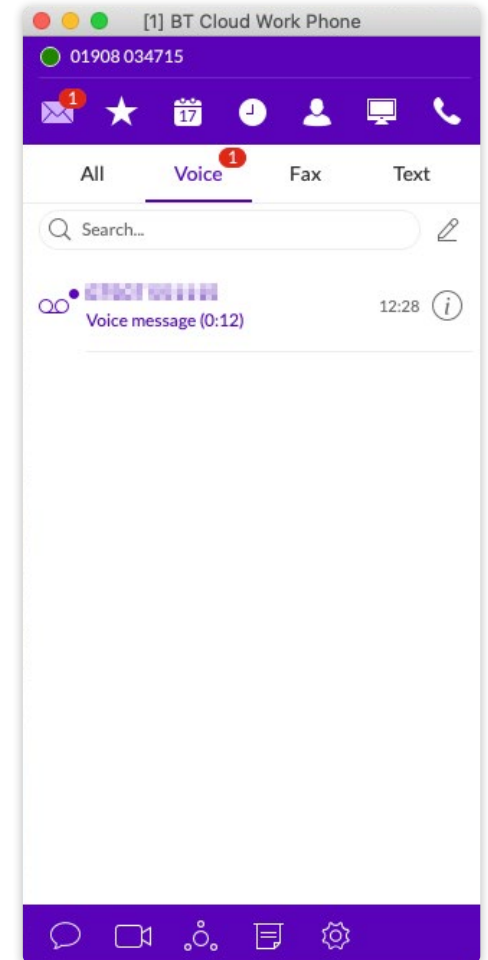 [1] BT Cloud Work Phone
01908 034715
1
17
All Voice 1 Fax Text
Search...
12:28 i
Voice message (0:12)